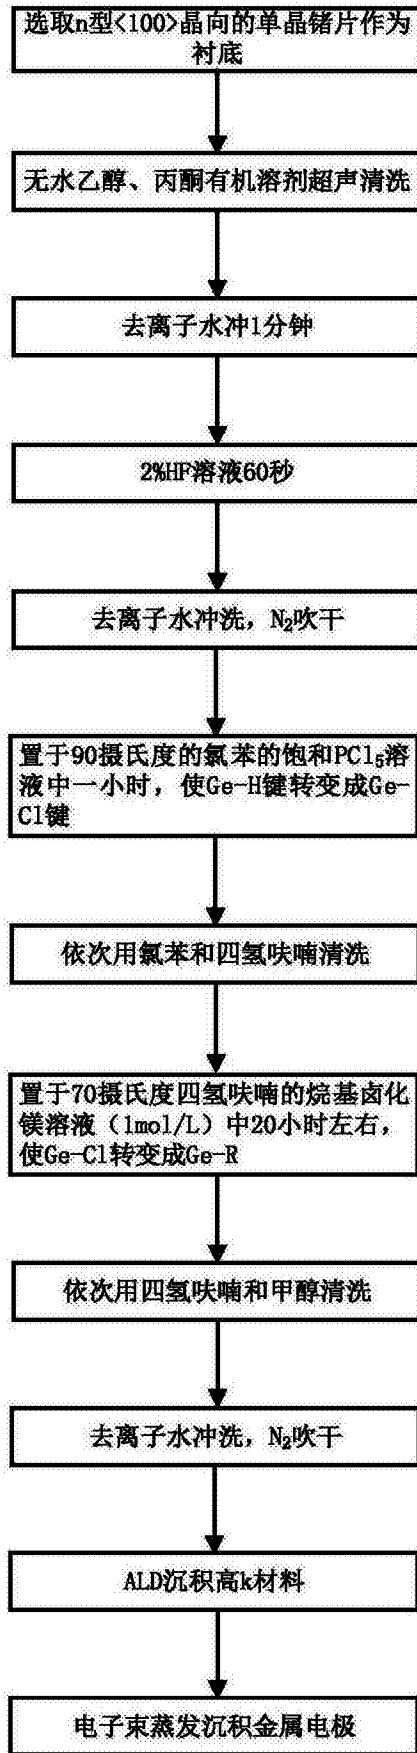 选取n型<100>晶向的单晶锗片作为
衬底
无水乙醇、丙酮有机溶剂超声清洗
去离子水冲1分钟
2%HF溶液60秒
去离子水冲洗，N₂吹干
置于90摄氏度的氯苯的饱和PCl₅溶
液中一小时，使Ge-H键转变成Ge-
Cl键
依次用氯苯和四氢呋喃清洗
置于70摄氏度四氢呋喃的烷基卤化
镁溶液（1mol/L）中20小时左右，
使Ge-Cl转变成Ge-R
依次用四氢呋喃和甲醇清洗
去离子水冲洗，N₂吹干
ALD沉积高k材料
电子束蒸发沉积金属电极